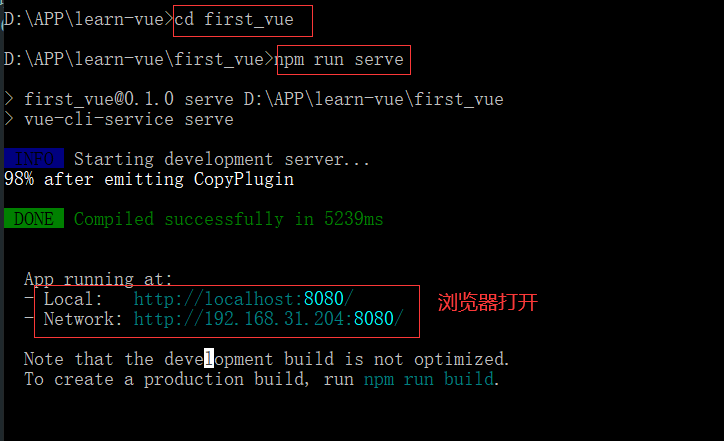 D:\APP\learn-vue>cd first_vue
D:\APP\learn-vue\first_vue>npm run serve
> first_vue@0.1.0 serve D:\APP\learn-vue\first_vue
> vue-cli-service serve
INFO Starting development server...
98% after emitting CopyPlugin
DONE Compiled successfully in 5239ms
App running at:
- Local: http://localhost:8080/
- Network: http://192.168.31.204:8080/
浏览器打开
Note that the development build is not optimized.
To create a production build, run npm run build.